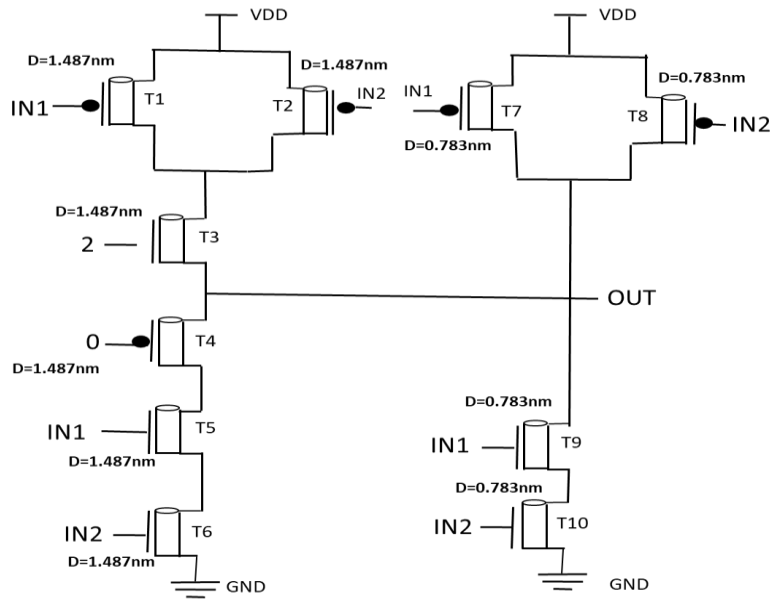 VDD
VDD
D=1.487nm
D=1.487nm
D=0.783nm
IN1
T1
T2
IN2
IN1
T7
T8
IN2
D=0.783nm
D=1.487nm
2
T3
OUT
0
T4
D=1.487nm
D=0.783nm
IN1
T5
IN1
T9
D=1.487nm
D=0.783nm
IN2
T6
IN2
T10
D=1.487nm
GND
GND